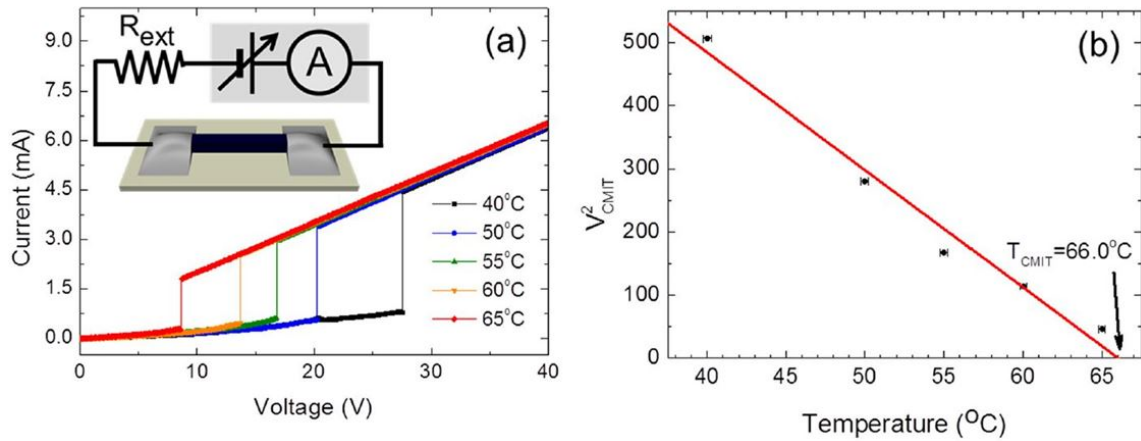 (a)
R_ext
A
Current (mA)
9.0
7.5
6.0
4.5
3.0
1.5
0.0
40°C
50°C
55°C
60°C
65°C
0 10 20 30 40
Voltage (V)
(b)
V²_CMIT
500
400
300
200
100
0
T_CMIT=66.0°C
40 45 50 55 60 65
Temperature (°C)